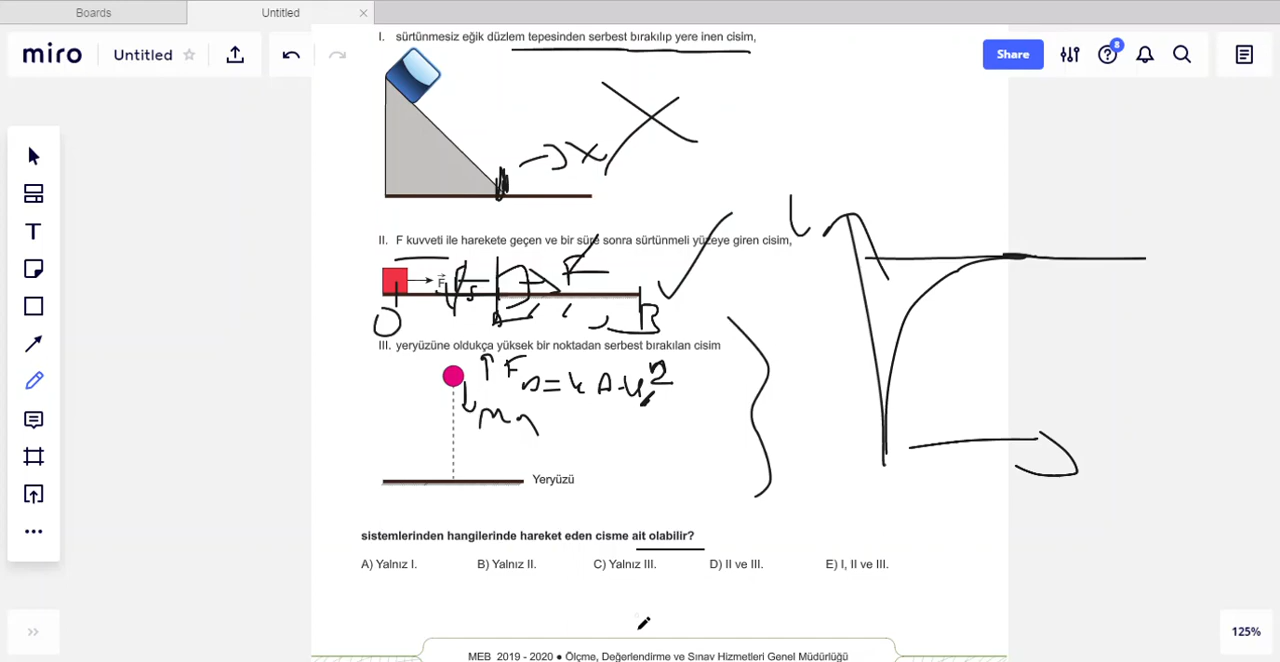 Boards
Untitled
miro
Untitled
Share
8
I. sürtünmesiz eğik düzlem tepesinden serbest bırakılıp yere inen cisim,
X
II. F kuvveti ile harekete geçen ve bir süre sonra sürtünmeli yüzeye giren cisim,
F
O
A
B
III. yeryüzüne oldukça yüksek bir noktadan serbest bırakılan cisim
mg
Yeryüzü
sistemlerinden hangilerinde hareket eden cisme ait olabilir?
A) Yalnız I.
B) Yalnız II.
C) Yalnız III.
D) II ve III.
E) I, II ve III.
125%
MEB 2019 - 2020 ● Ölçme, Değerlendirme ve Sınav Hizmetleri Genel Müdürlüğü